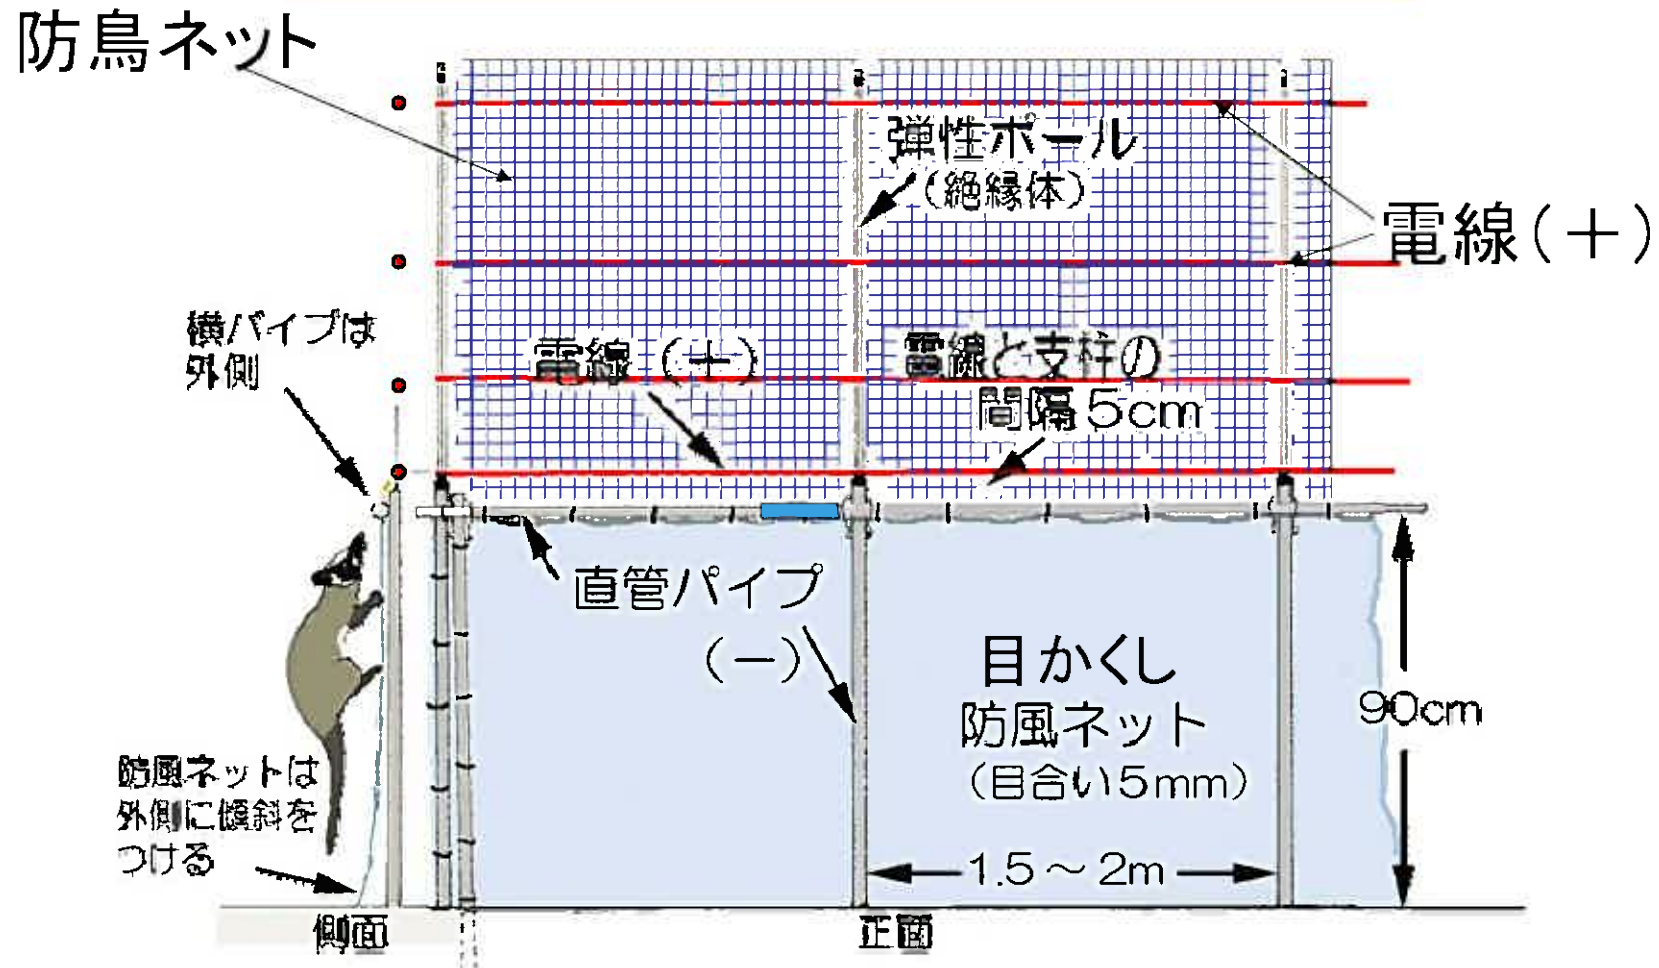 防鳥ネット
弾性ポール
（絶縁体）
電線（＋）
横パイプは
外側
電線（＋）
電線と支柱の
間隔5cm
直管パイプ
（－）
目かくし
防風ネット
（目合い5mm）
90cm
防風ネットは
外側に傾斜を
つける
1.5～2m
側面
正面